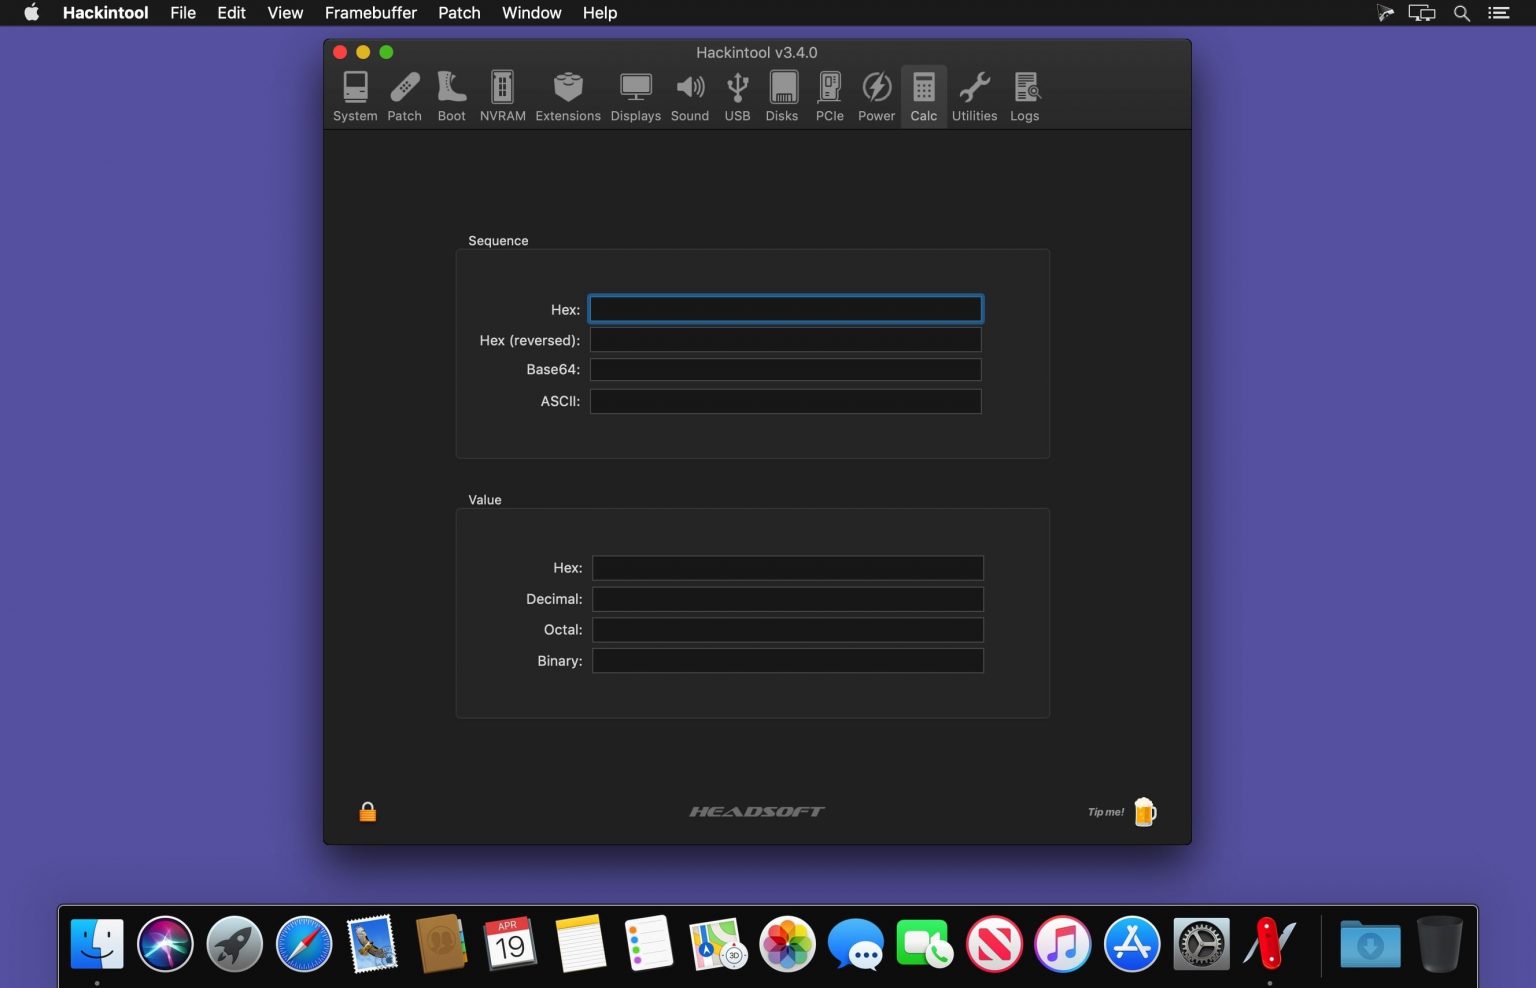 Hackintool File Edit View Framebuffer Patch Window Help
Hackintool v3.4.0
System Patch Boot NVRAM Extensions Displays Sound USB Disks PCIe Power Calc Utilities Logs
Sequence
Hex:
Hex (reversed):
Base64:
ASCII:
Value
Hex:
Decimal:
Octal:
Binary:
HEADSOFT
Tip me!
APR
19
3D